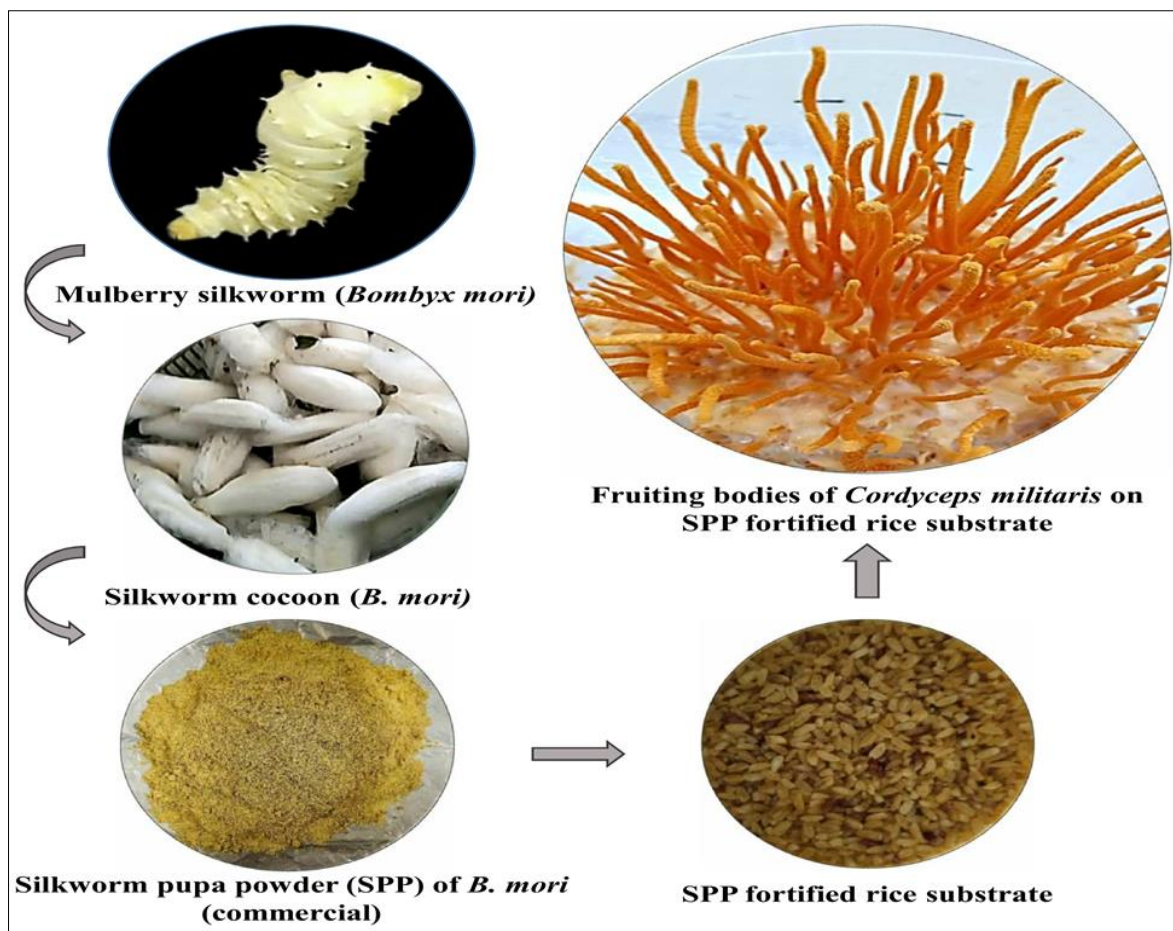 Mulberry silkworm (Bombyx mori)
Silkworm cocoon (B. mori)
Silkworm pupa powder (SPP) of B. mori
(commercial)
SPP fortified rice substrate
Fruiting bodies of Cordyceps militaris on
SPP fortified rice substrate